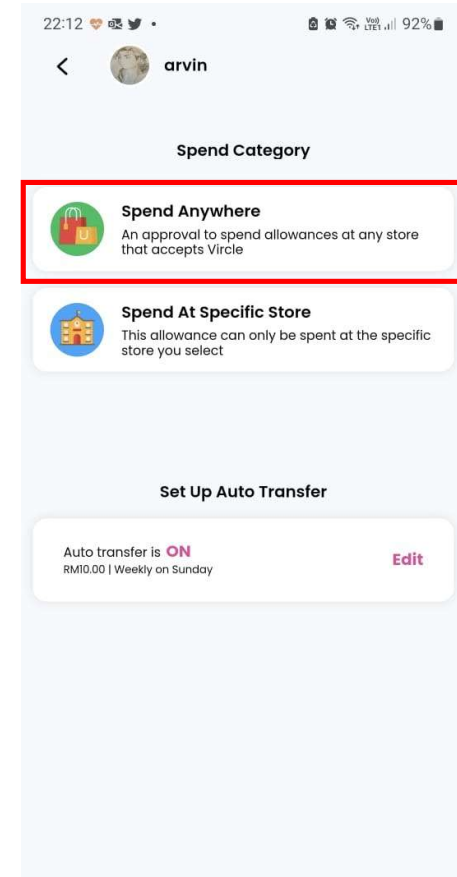 22:12
92%
arvin
Spend Category
Spend Anywhere
An approval to spend allowances at any store
that accepts Vircle
Spend At Specific Store
This allowance can only be spent at the specific
store you select
Set Up Auto Transfer
Auto transfer is ON
RM10.00 | Weekly on Sunday
Edit